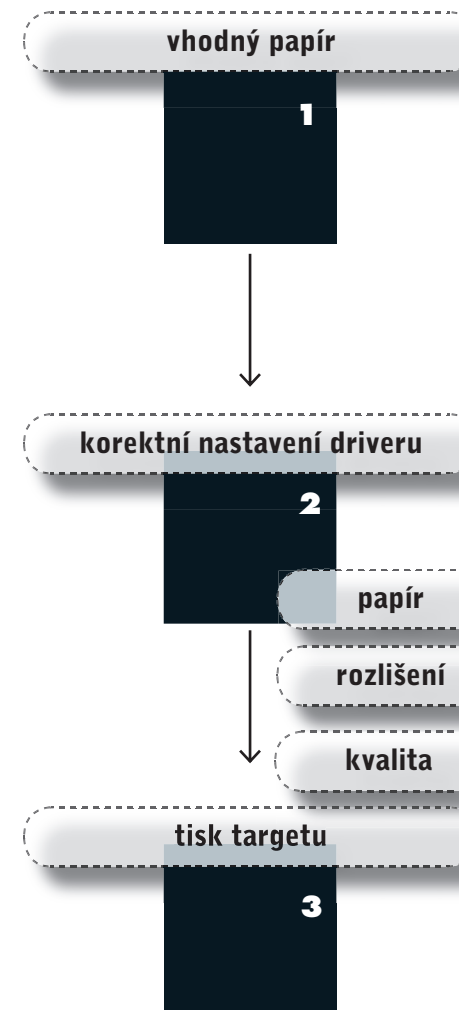 vhodný papír
1
korektní nastavení driveru
2
papír
rozlišení
kvalita
tisk targetu
3